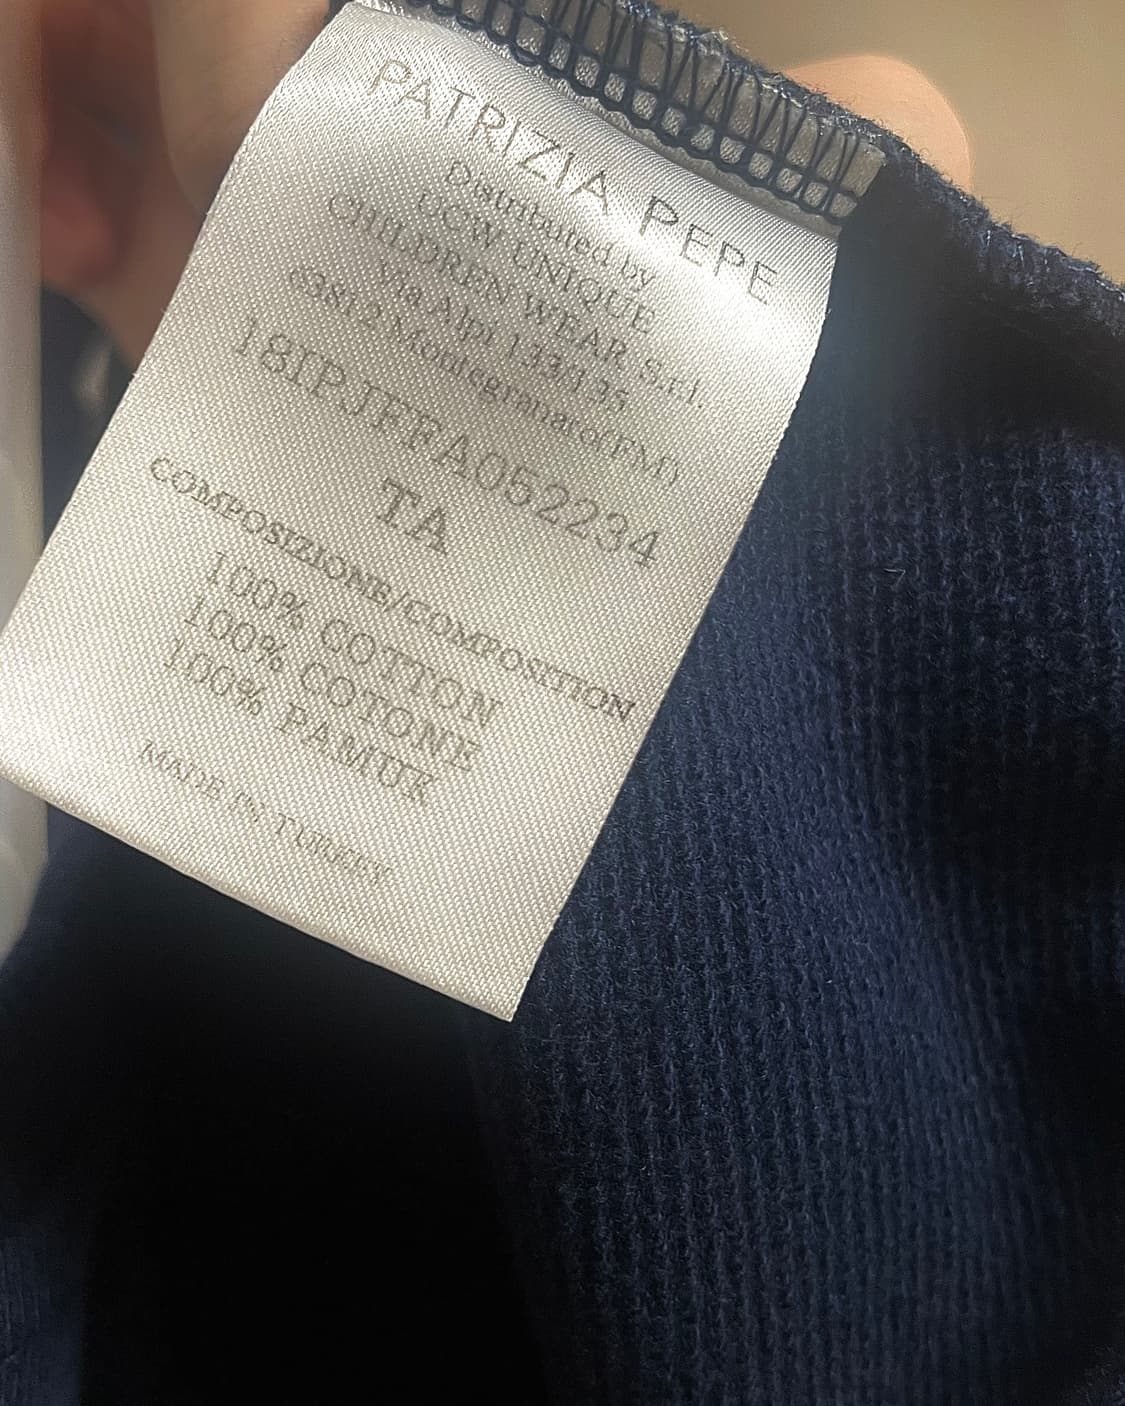 PATRIZIA PEPE
Distributed by
UCW UNIQUE
CHILDREN WEAR S.r.l.
Via Alpi 133/135
63812 Montegranaro(FM)
18IPJFFA052234
TA
COMPOSIZIONE/COMPOSITION
100% COTTON
100% COTONE
100% PAMUK
MADE IN TURKEY